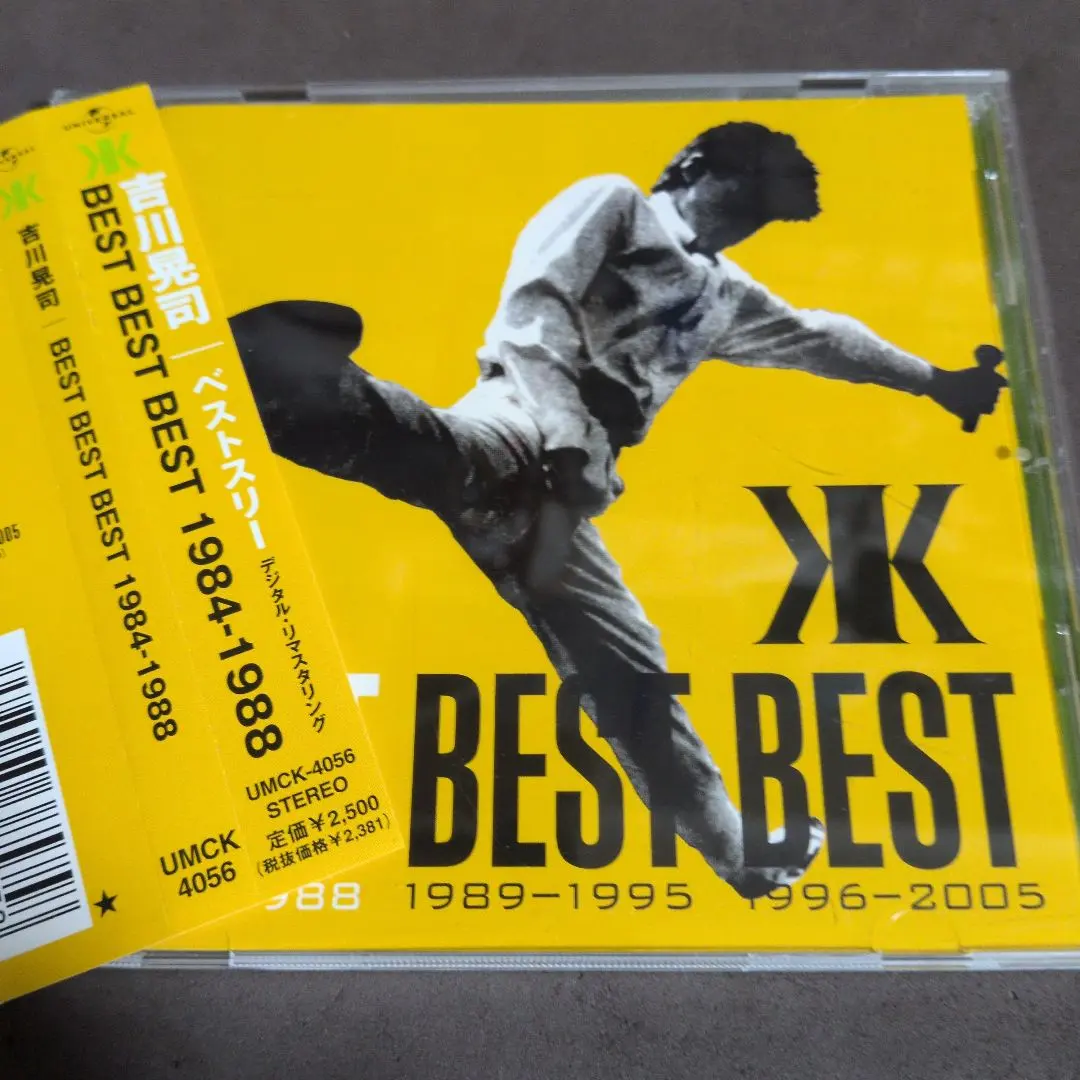 UNIVERSAL
KK
吉川晃司 | BEST BEST BEST 1984-1988
UNIVERSAL
KK
吉川晃司 | ベストスリー
BEST BEST BEST 1984-1988
デジタル・リマスタリング
UMCK-4056
STEREO
定価¥2,500
(税抜価格¥2,381)
UMCK
4056
005
KK
T BEST BEST
988 1989-1995 1996-2005